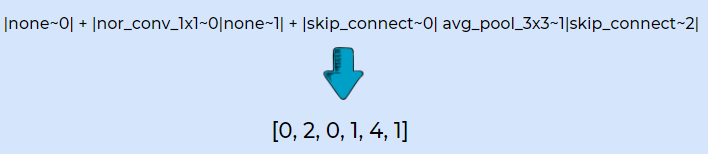 |none~0| + |nor_conv_1x1~0|none~1| + |skip_connect~0| avg_pool_3x3~1|skip_connect~2|
[0, 2, 0, 1, 4, 1]